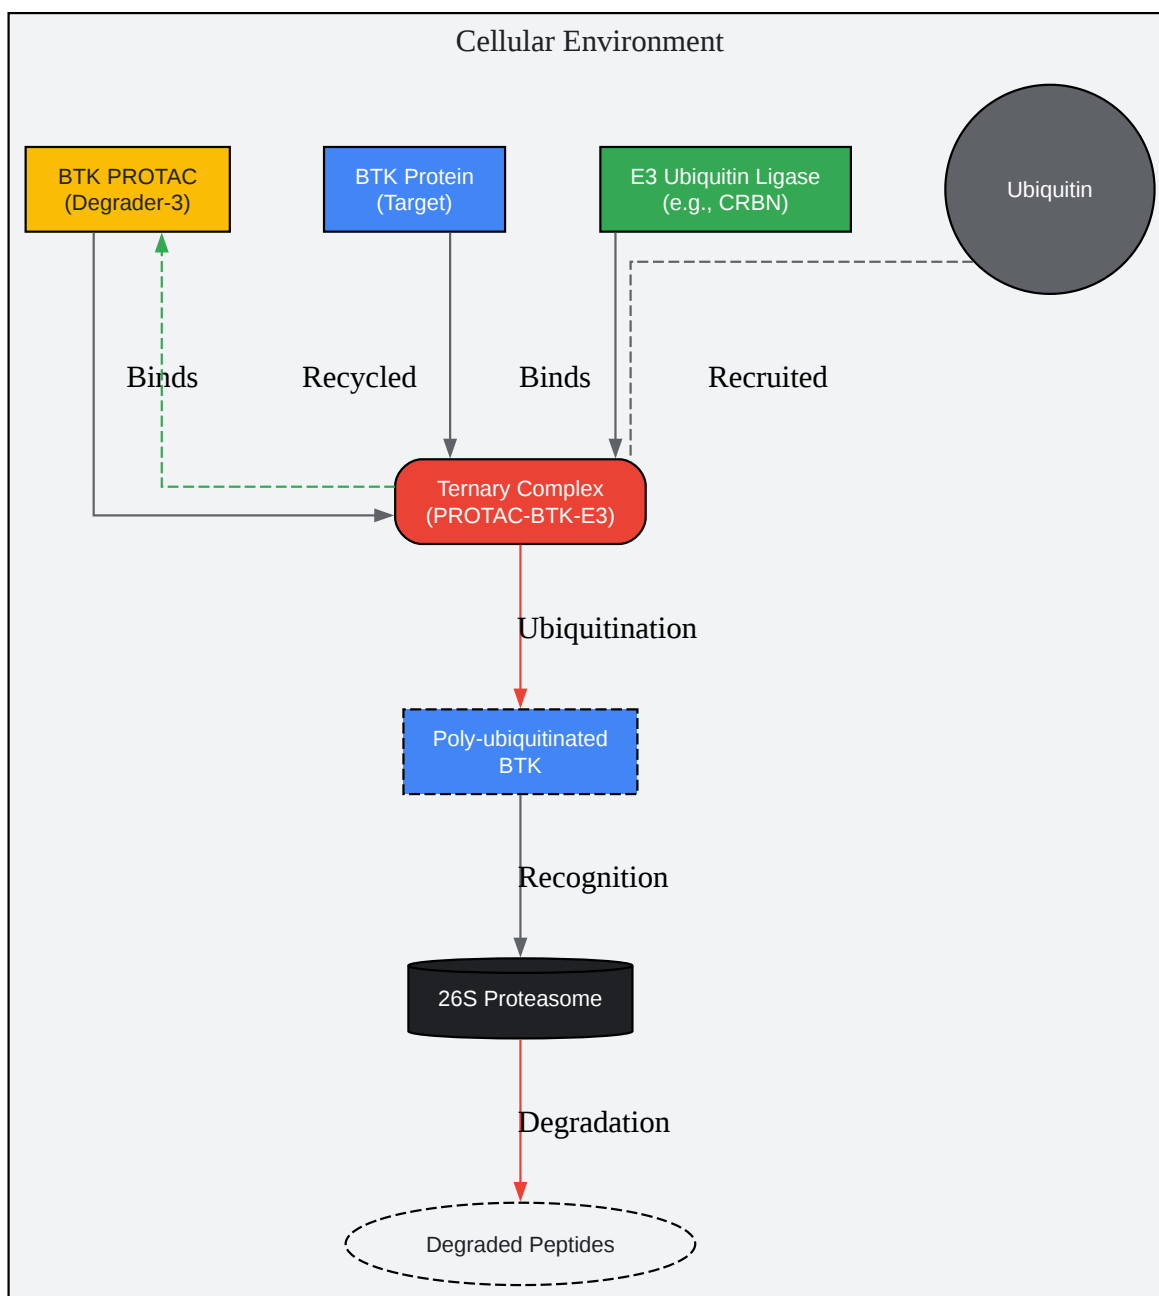 Cellular Environment
BTK PROTAC
(Degrader-3)
BTK Protein
(Target)
E3 Ubiquitin Ligase
(e.g., CRBN)
Ubiquitin
Binds
Recycled
Binds
Recruited
Ternary Complex
(PROTAC-BTK-E3)
Ubiquitination
Poly-ubiquitinated
BTK
Recognition
26S Proteasome
Degradation
Degraded Peptides